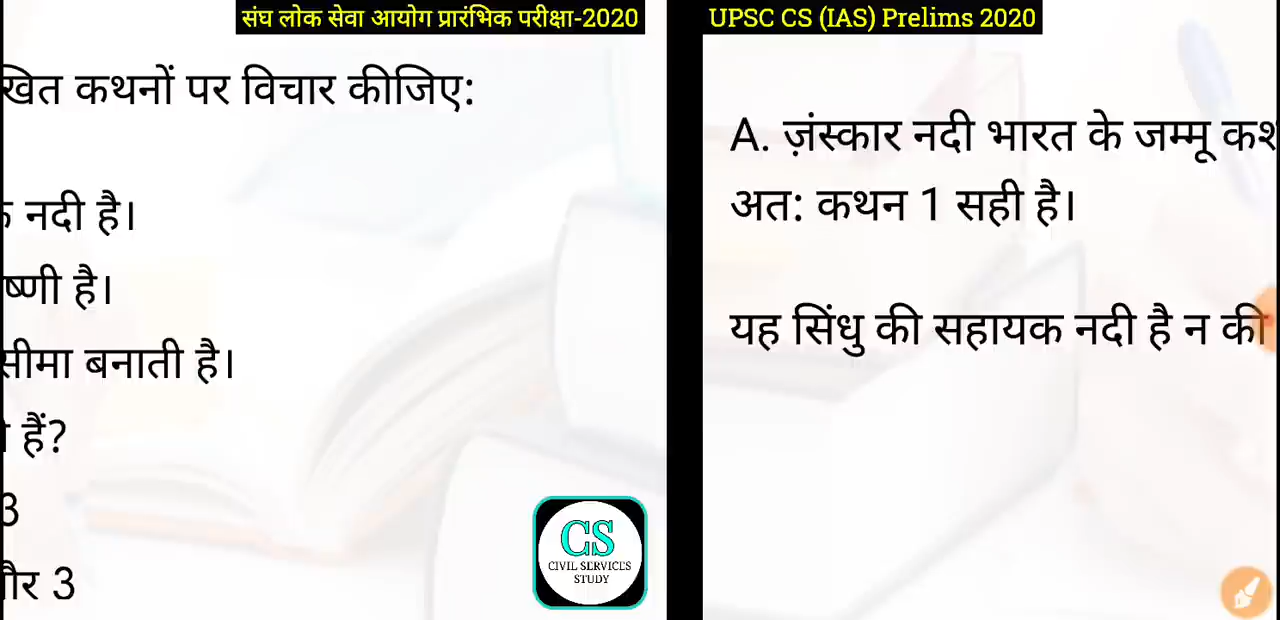 संघ लोक सेवा आयोग प्रारंभिक परीक्षा-2020
कथनों पर विचार कीजिए:
नदी है।
है।
सीमा बनाती है।
हैं?
3
3
CS
CIVIL SERVICES
STUDY
UPSC CS (IAS) Prelims 2020
A. ज़ंस्कार नदी भारत के जम्मू
अत: कथन 1 सही है।
यह सिंधु की सहायक नदी है न की